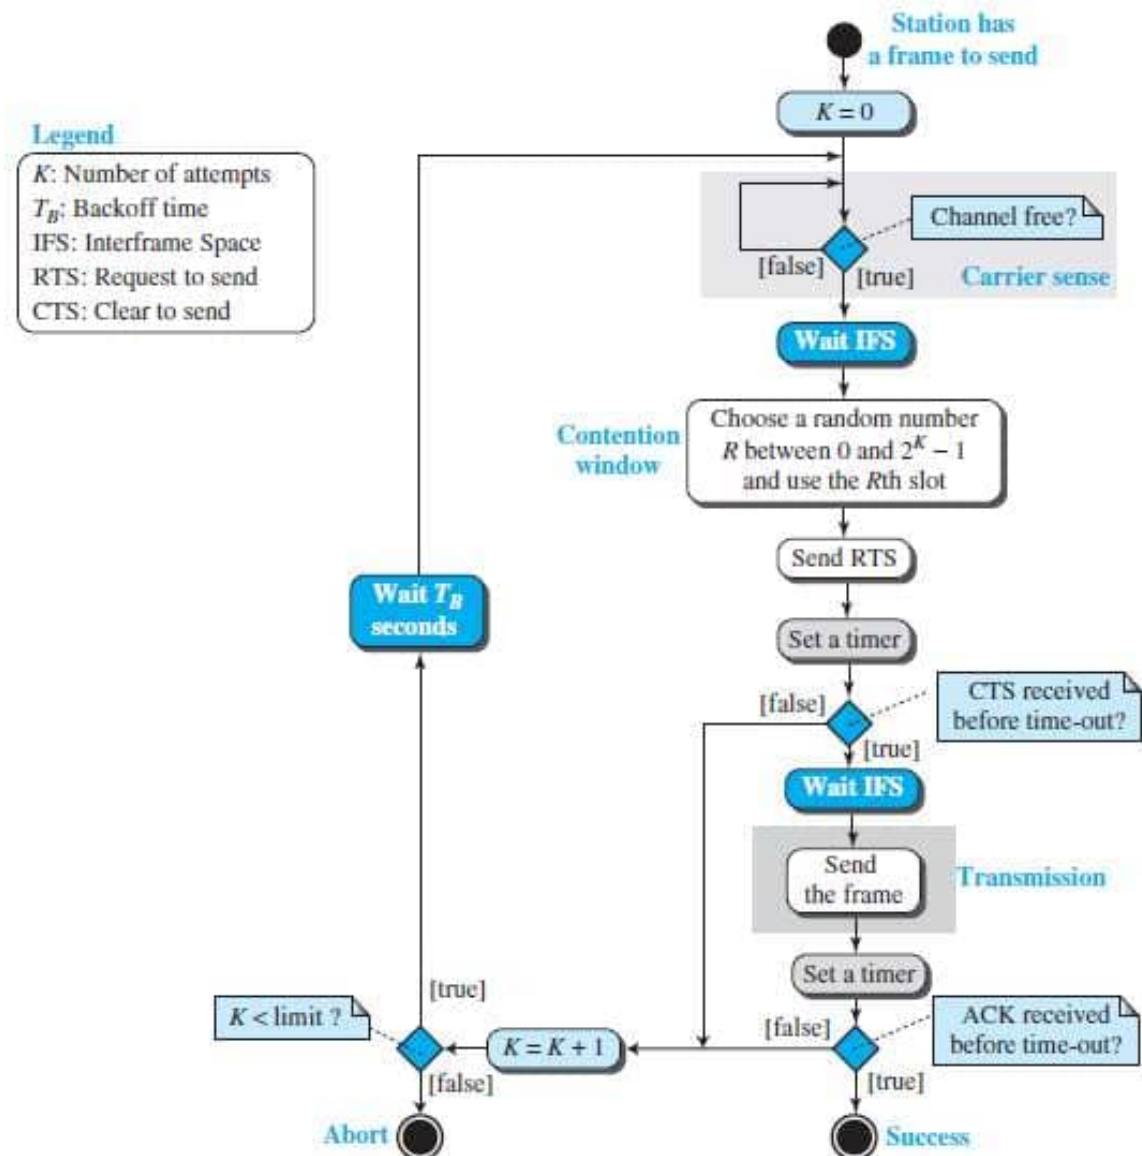 Station has
a frame to send
K = 0
Legend
K: Number of attempts
T_B: Backoff time
IFS: Interframe Space
RTS: Request to send
CTS: Clear to send
Channel free?
[false]
[true]
Carrier sense
Wait IFS
Contention
window
Choose a random number
R between 0 and 2^K – 1
and use the Rth slot
Send RTS
Wait T_B
seconds
Set a timer
CTS received
before time-out?
[false]
[true]
Wait IFS
Send
the frame
Transmission
Set a timer
[true]
K < limit ?
K = K + 1
[false]
ACK received
before time-out?
[false]
[true]
Abort
Success